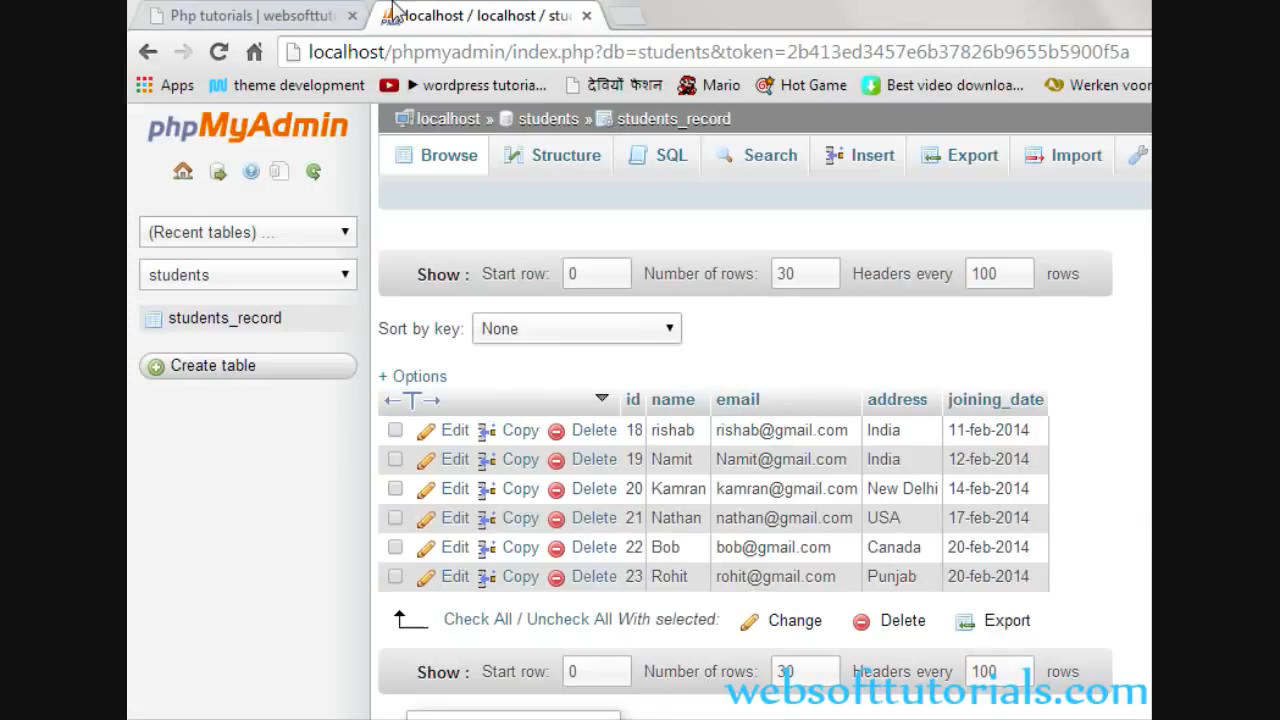 Php tutorials | websofttut
localhost / localhost / stu
localhost/phpmyadmin/index.php?db=students&token=2b413ed3457e6b37826b9655b5900f5a
Apps theme development ► wordpress tutoria... देवियों फैशन Mario Hot Game Best video downloa... Werken voor
phpMyAdmin
(Recent tables) ...
students
students_record
Create table
localhost » students » students_record
Browse Structure SQL Search Insert Export Import
Show : Start row: 0 Number of rows: 30 Headers every 100 rows
Sort by key: None
+ Options
←T→ id name email address joining_date
Edit Copy Delete 18 rishab rishab@gmail.com India 11-feb-2014
Edit Copy Delete 19 Namit Namit@gmail.com India 12-feb-2014
Edit Copy Delete 20 Kamran kamran@gmail.com New Delhi 14-feb-2014
Edit Copy Delete 21 Nathan nathan@gmail.com USA 17-feb-2014
Edit Copy Delete 22 Bob bob@gmail.com Canada 20-feb-2014
Edit Copy Delete 23 Rohit rohit@gmail.com Punjab 20-feb-2014
Check All / Uncheck All With selected: Change Delete Export
Show : Start row: 0 Number of rows: 30 Headers every 100 rows
websofttutorials.com